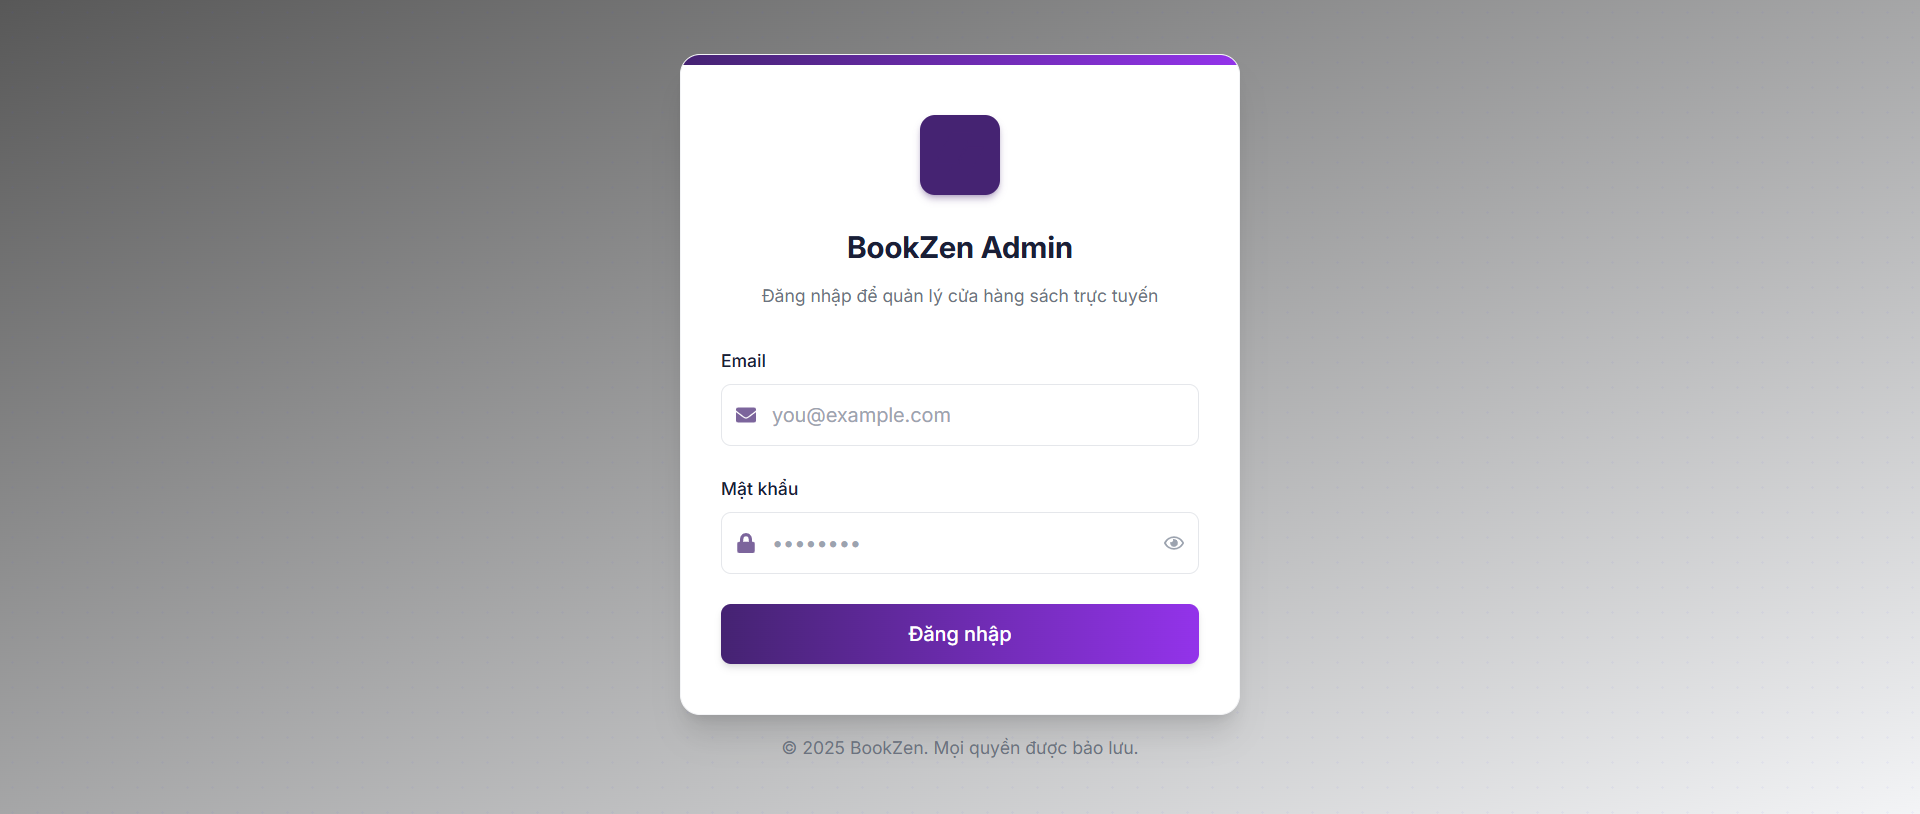 BookZen Admin
Đăng nhập để quản lý cửa hàng sách trực tuyến
Email
you@example.com
Mật khẩu
••••••••
Đăng nhập
© 2025 BookZen. Mọi quyền được bảo lưu.